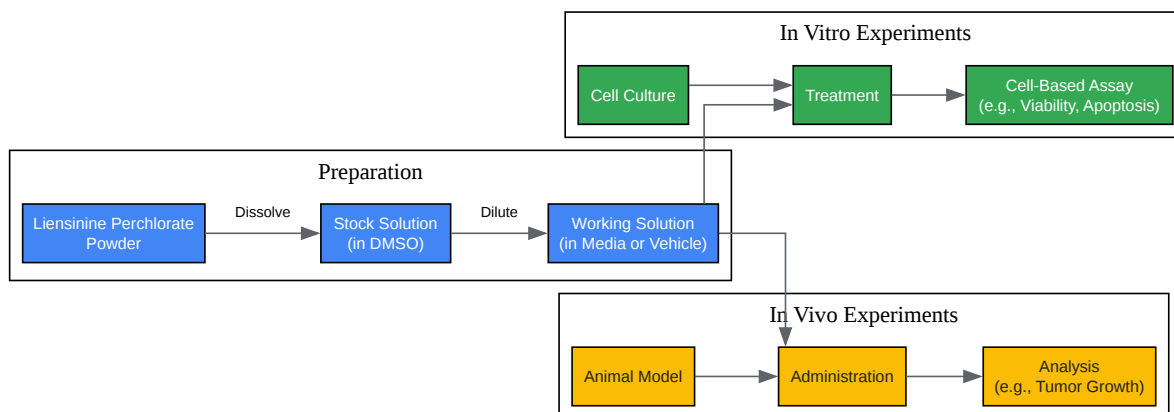 In Vitro Experiments
Cell Culture
Treatment
Cell-Based Assay
(e.g., Viability, Apoptosis)
Preparation
Liensinine Perchlorate
Powder
Dissolve
Stock Solution
(in DMSO)
Dilute
Working Solution
(in Media or Vehicle)
In Vivo Experiments
Animal Model
Administration
Analysis
(e.g., Tumor Growth)